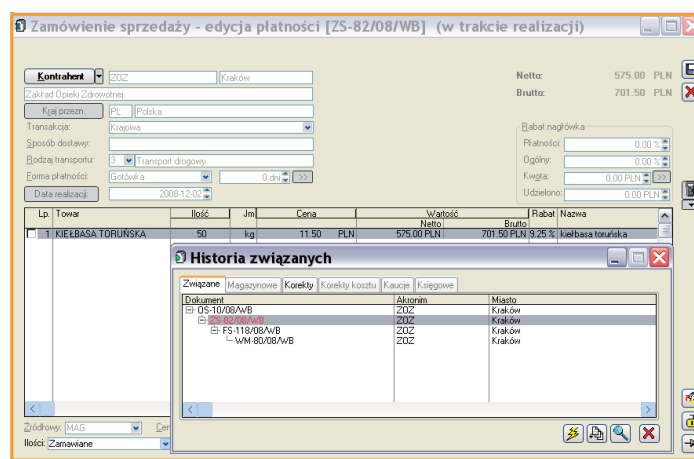 Zamówienie sprzedaży - edycja płatności [ZS-82/08/WB] (w trakcie realizacji)
Kontrahent ZOZ Kraków
Zakład Opieki Zdrowotnej
Kraj przezn. PL Polska
Transakcja: Krajowa
Sposób dostawy:
Rodzaj transportu: 3 Transport drogowy
Forma płatności: Gotówka 0 dni >>
Data realizacji: 2008-12-02
Netto: 575.00 PLN
Brutto: 701.50 PLN
Rabat nagłówka
Płatności: 0.00 %
Ogólny: 0.00 %
Kwota: 0.00 PLN >>
Udzielono: 0.00 PLN
Lp. Towar Ilość Jm Cena Wartość Rabat Nazwa
Netto Brutto
1 KIEŁBASA TORUŃSKA 50 kg 11.50 PLN 575.00 PLN 701.50 PLN 9.25 % kiełbasa toruńska
Historia związanych
Związane Magazynowe Korekty Korekty kosztu Kaucje Księgowe
Dokument Akronim Miasto
OS-10/08/WB ZOZ Kraków
ZS-82/08/WB ZOZ Kraków
FS-118/08/WB ZOZ Kraków
WM-80/08/WB ZOZ Kraków
Źródłowy: MAG Cer
Ilości: Zamawiane